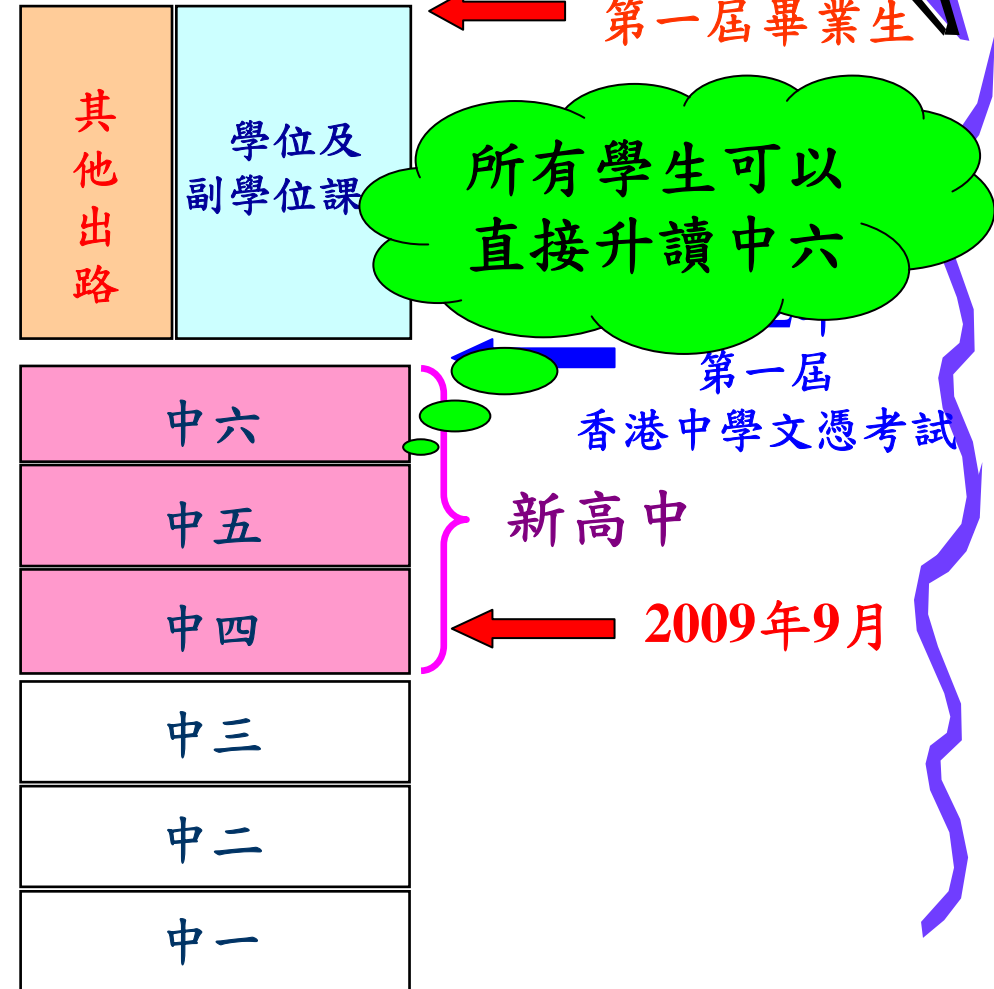 第一屆畢業生
其他出路
學位及
副學位課
所有學生可以
直接升讀中六
第一屆
香港中學文憑考試
中六
中五
新高中
中四
2009年9月
中三
中二
中一